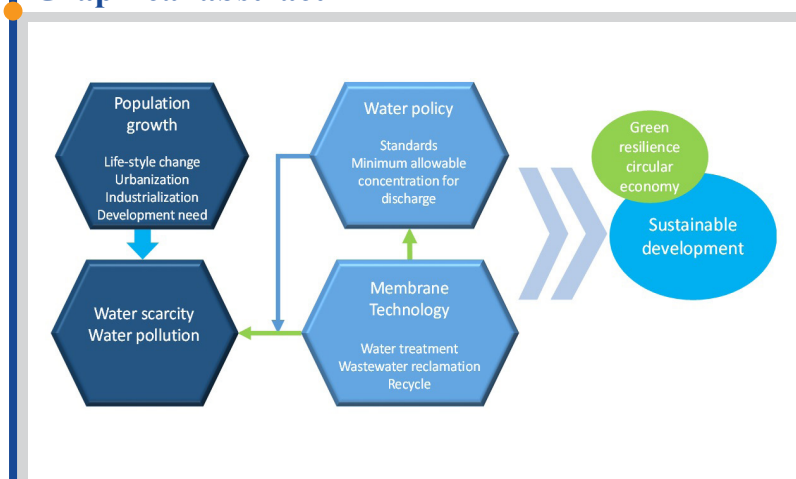 Population
growth
Life-style change
Urbanization
Industrialization
Development need
Water scarcity
Water pollution
Water policy
Standards
Minimum allowable
concentration for
discharge
Membrane
Technology
Water treatment
Wastewater reclamation
Recycle
Green
resilience
circular
economy
Sustainable
development